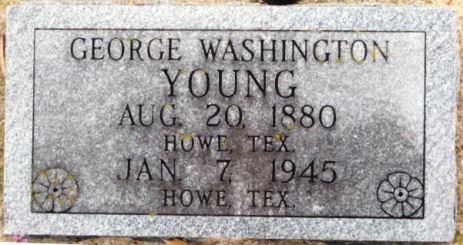 GEORGE WASHINGTON
YOUNG
AUG. 20, 1880
HOWE, TEX.
JAN. 7, 1945
HOWE, TEX.